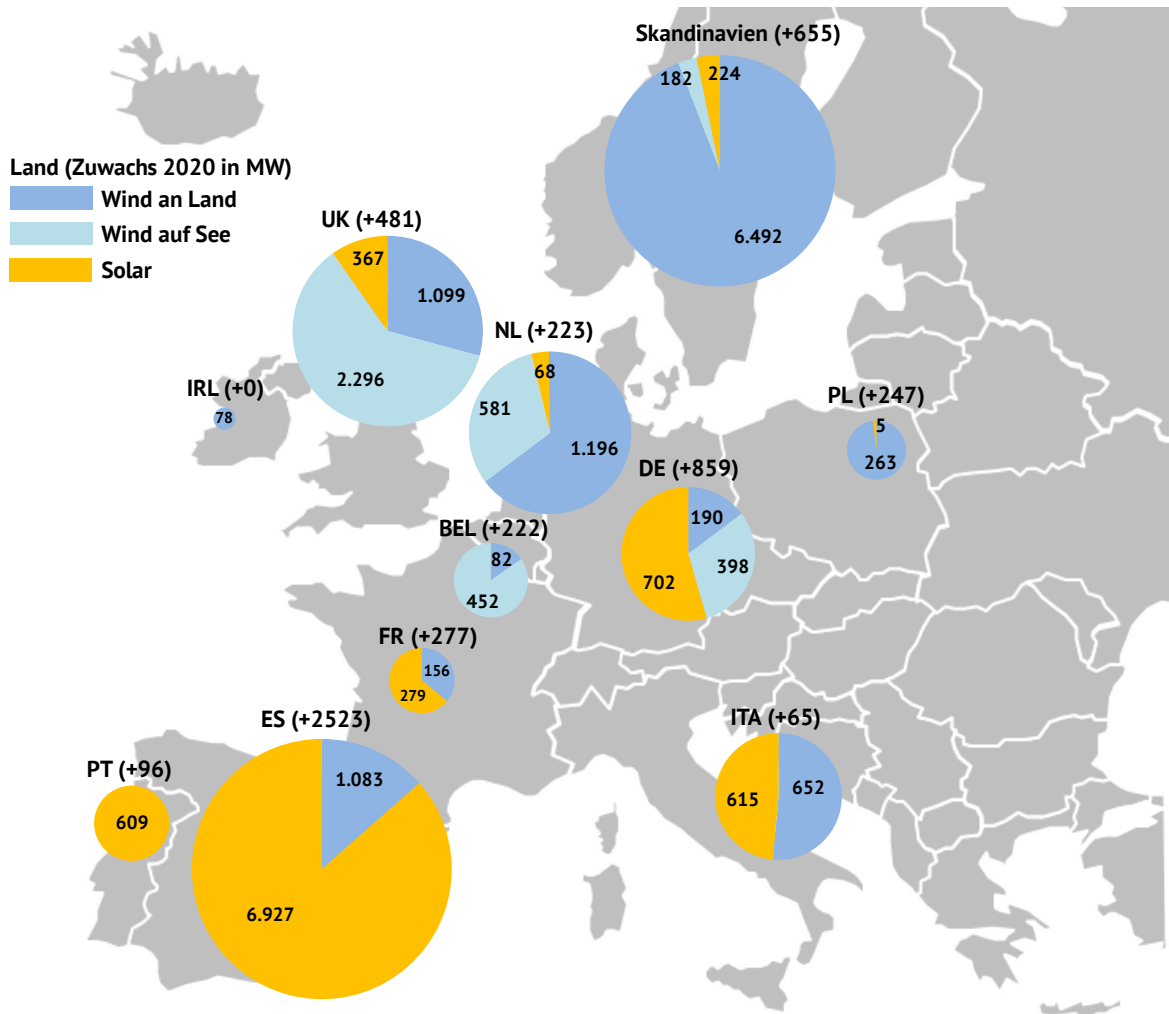 Skandinavien (+655)
182
224
6.492
Land (Zuwachs 2020 in MW)
Wind an Land
Wind auf See
Solar
UK (+481)
367
1.099
2.296
NL (+223)
68
581
1.196
IRL (+0)
78
PL (+247)
5
263
DE (+859)
190
398
702
BEL (+222)
82
452
FR (+277)
156
279
ES (+2523)
1.083
6.927
PT (+96)
609
ITA (+65)
615
652